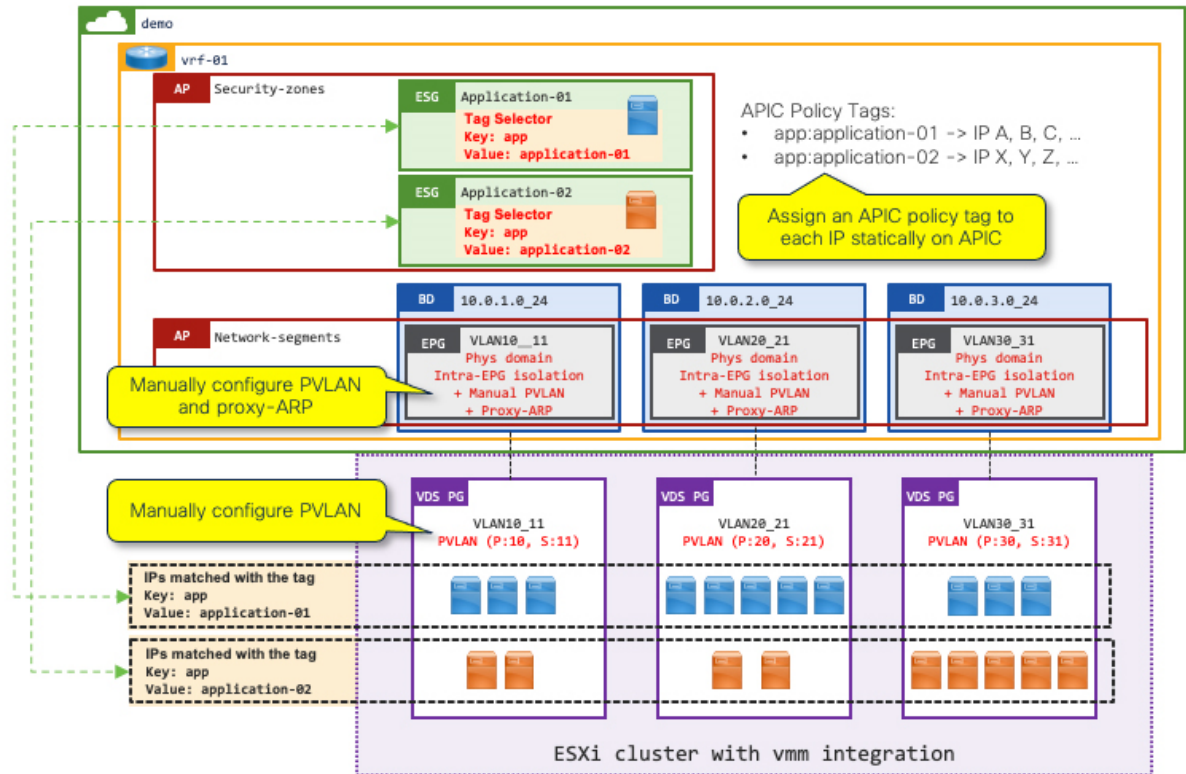 demo
vrf-01
AP Security-zones
ESG Application-01
Tag Selector
Key: app
Value: application-01
ESG Application-02
Tag Selector
Key: app
Value: application-02
APIC Policy Tags:
• app:application-01 -> IP A, B, C, …
• app:application-02 -> IP X, Y, Z, …
Assign an APIC policy tag to
each IP statically on APIC
BD 10.0.1.0_24
BD 10.0.2.0_24
BD 10.0.3.0_24
AP Network-segments
EPG VLAN10__11
Phys domain
Intra-EPG isolation
+ Manual PVLAN
+ Proxy-ARP
EPG VLAN20_21
Phys domain
Intra-EPG isolation
+ Manual PVLAN
+ Proxy-ARP
EPG VLAN30_31
Phys domain
Intra-EPG isolation
+ Manual PVLAN
+ Proxy-ARP
Manually configure PVLAN
and proxy-ARP
Manually configure PVLAN
VDS PG
VLAN10_11
PVLAN (P:10, S:11)
VDS PG
VLAN20_21
PVLAN (P:20, S:21)
VDS PG
VLAN30_31
PVLAN (P:30, S:31)
IPs matched with the tag
Key: app
Value: application-01
IPs matched with the tag
Key: app
Value: application-02
ESXi cluster with vmm integration